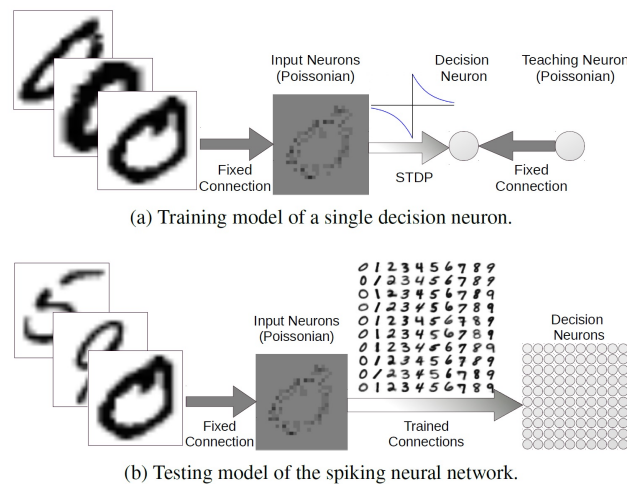 Input Neurons
(Poissonian)
Decision
Neuron
Teaching Neuron
(Poissonian)
Fixed
Connection
STDP
Fixed
Connection
(a) Training model of a single decision neuron.
0 1 2 3 4 5 6 7 8 9
0 1 2 3 4 5 6 7 8 9
0 1 2 3 4 5 6 7 8 9
0 1 2 3 4 5 6 7 8 9
0 1 2 3 4 5 6 7 8 9
0 1 2 3 4 5 6 7 8 9
0 1 2 3 4 5 6 7 8 9
0 1 2 3 4 5 6 7 8 9
0 1 2 3 4 5 6 7 8 9
0 1 2 3 4 5 6 7 8 9
Input Neurons
(Poissonian)
Decision
Neurons
Fixed
Connection
Trained
Connections
(b) Testing model of the spiking neural network.